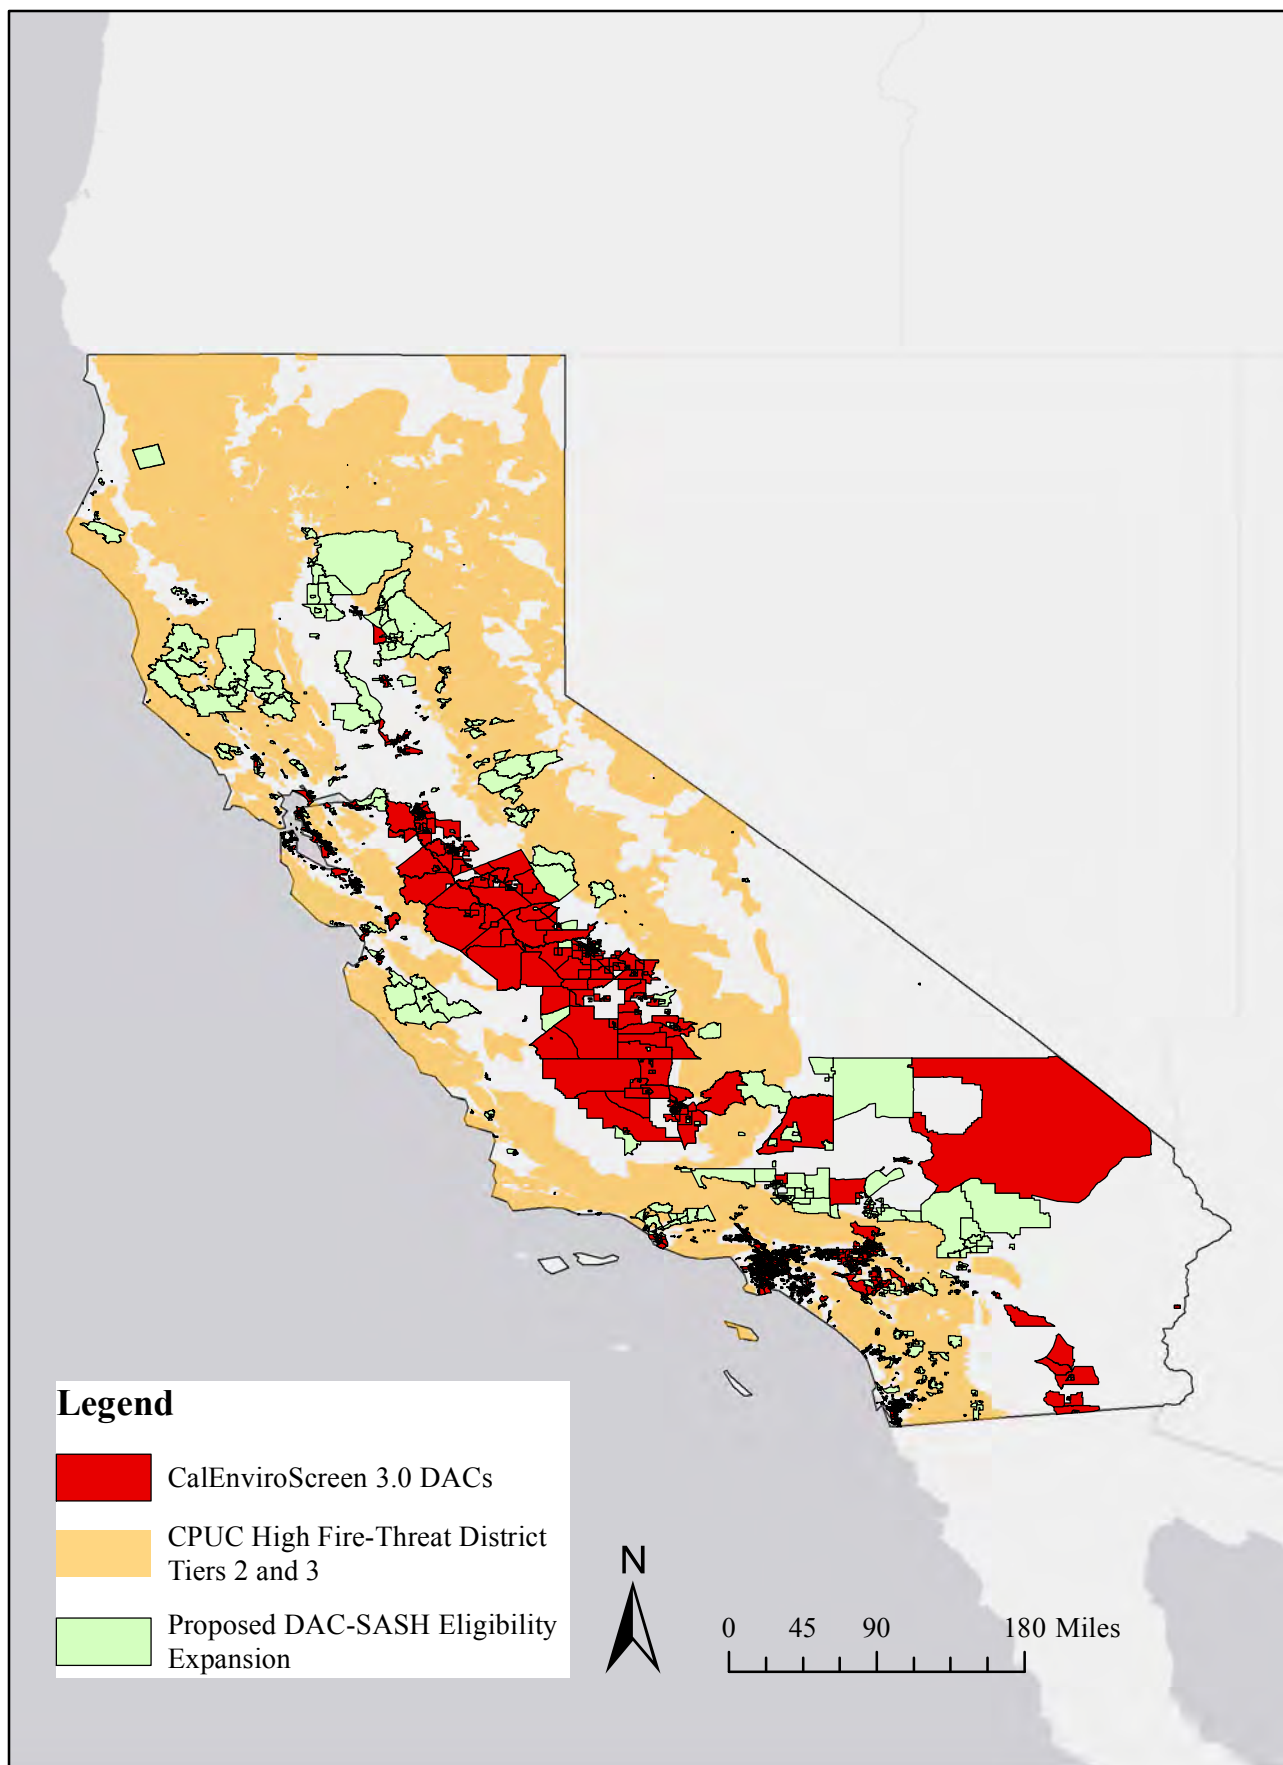 Legend
CalEnviroScreen 3.0 DACs
CPUC High Fire-Threat District
Tiers 2 and 3
Proposed DAC-SASH Eligibility
Expansion
N
0 45 90 180 Miles